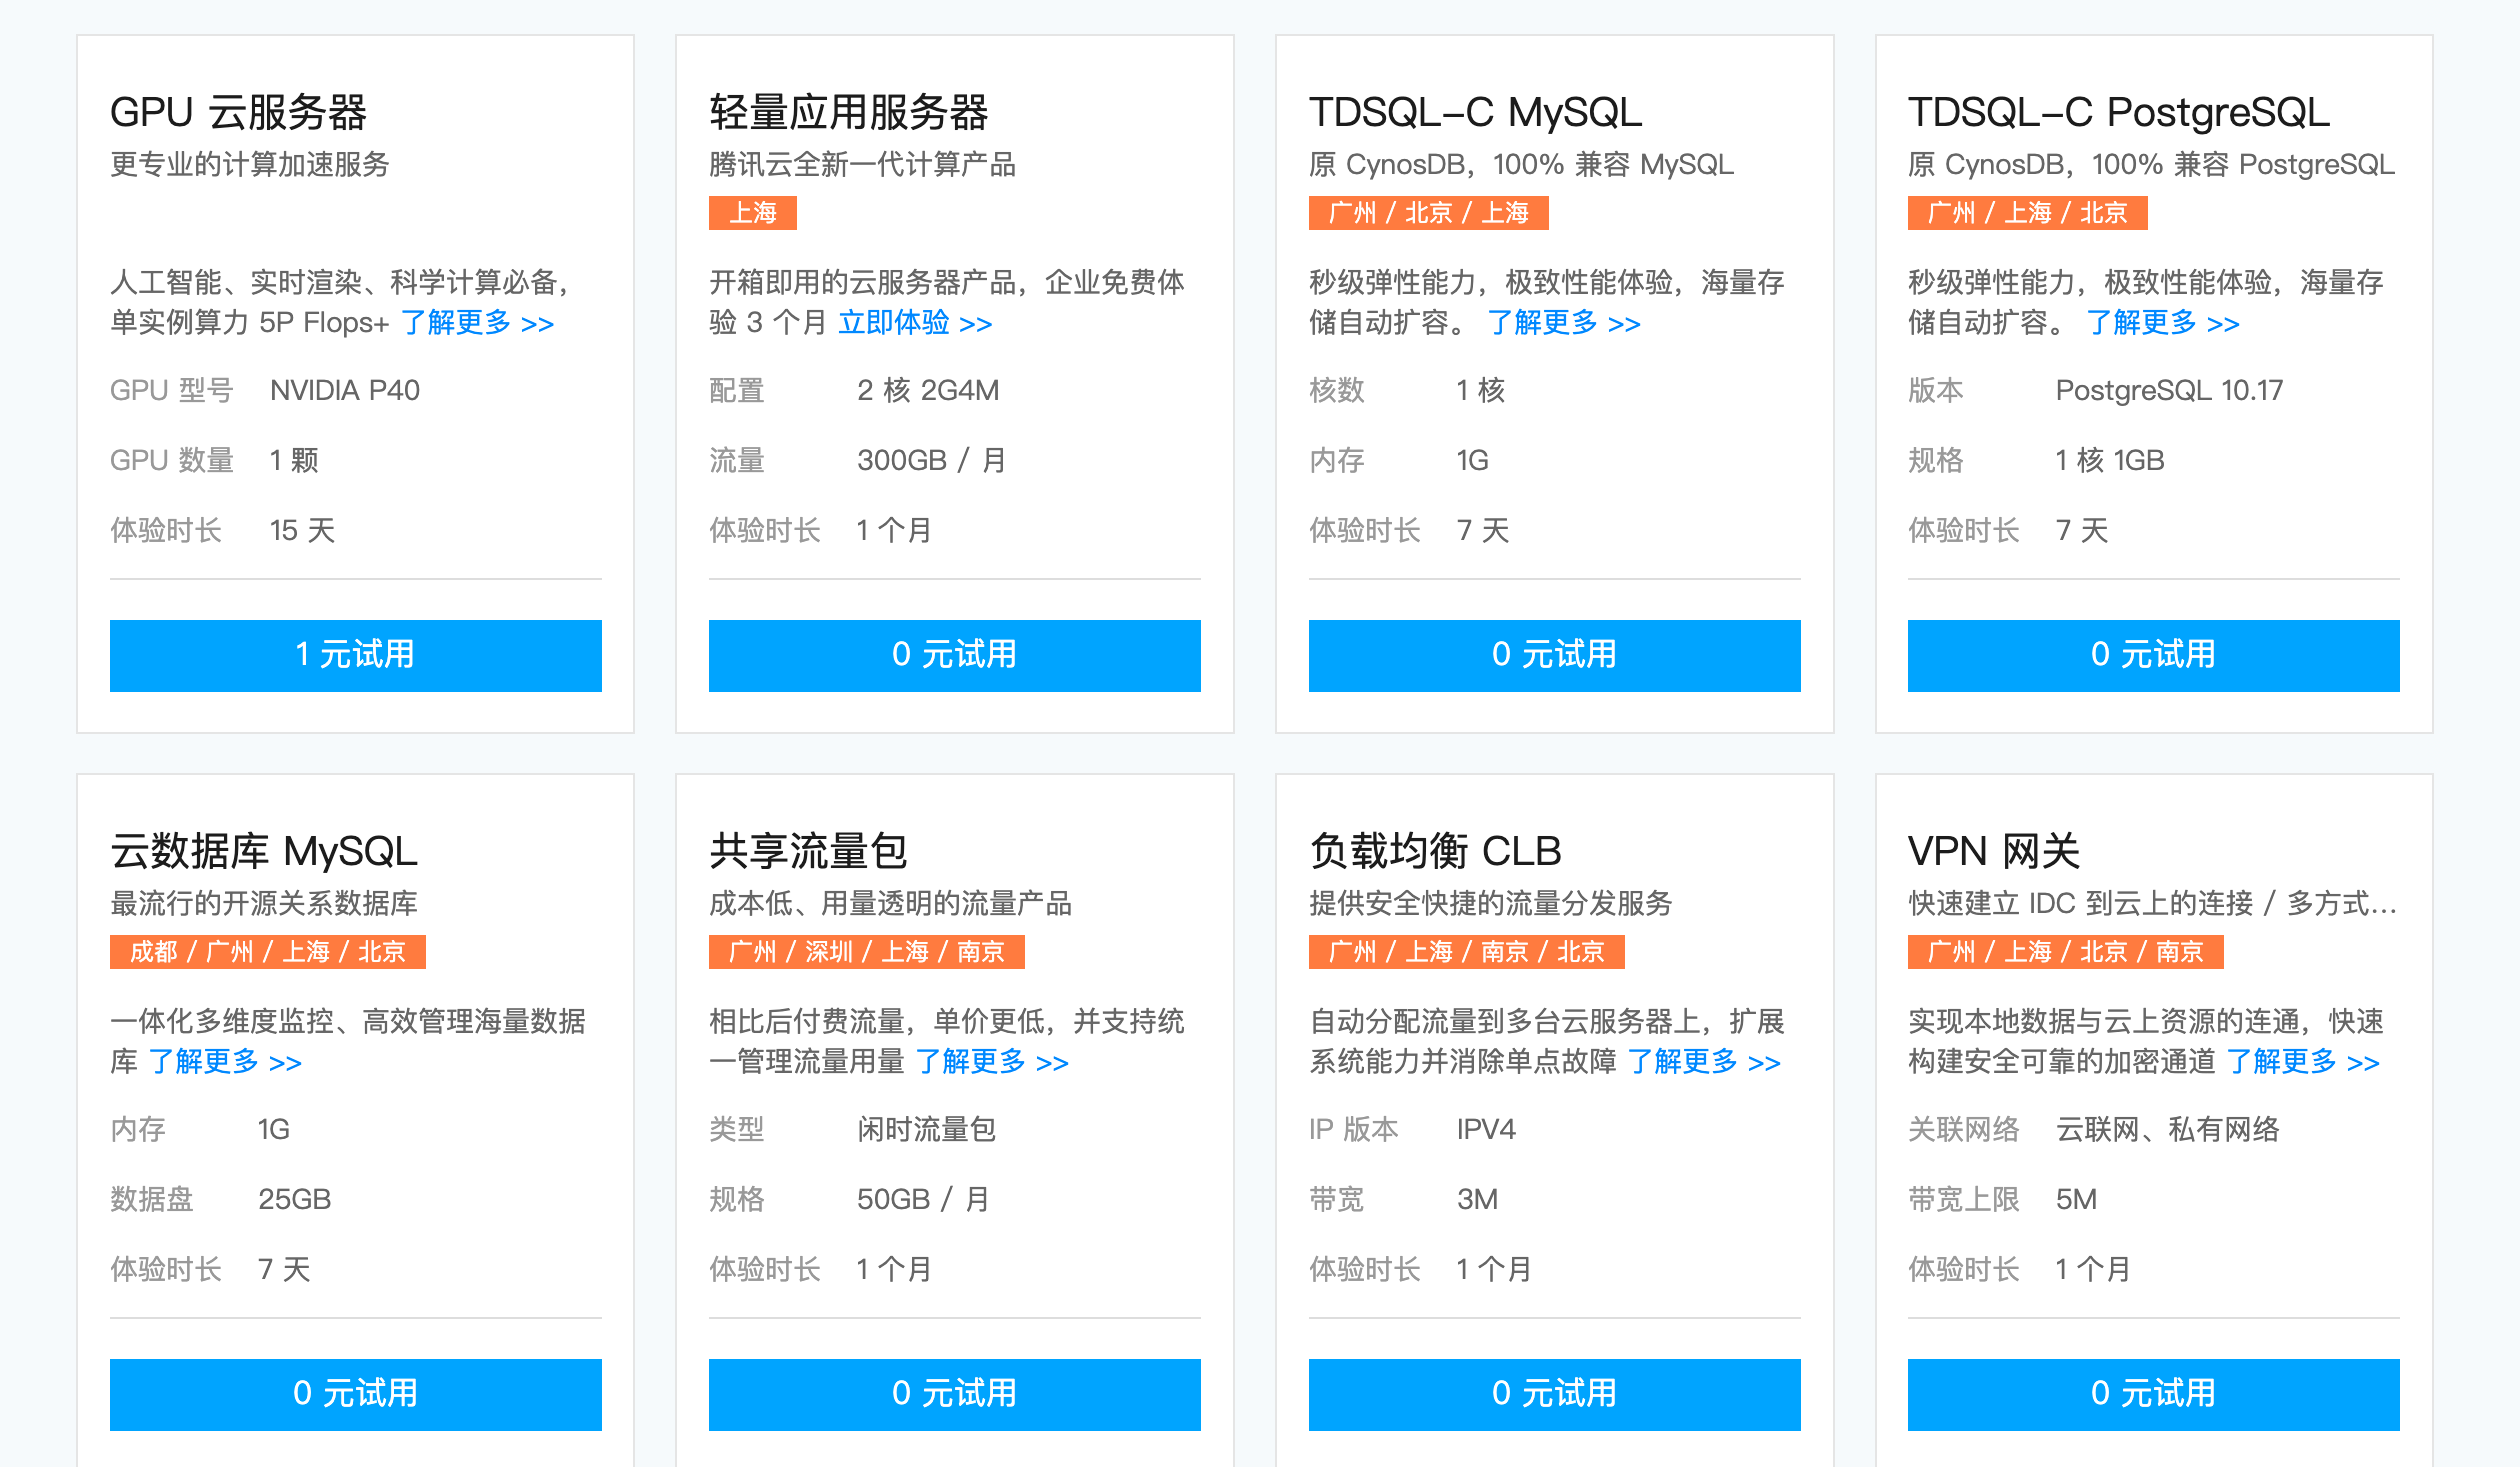 GPU 云服务器
更专业的计算加速服务
人工智能、实时渲染、科学计算必备，
单实例算力 5P Flops+ 了解更多 >>
GPU 型号 NVIDIA P40
GPU 数量 1 颗
体验时长 15 天
1 元试用
轻量应用服务器
腾讯云全新一代计算产品
上海
开箱即用的云服务器产品，企业免费体
验 3 个月 立即体验 >>
配置 2 核 2G4M
流量 300GB / 月
体验时长 1 个月
0 元试用
TDSQL-C MySQL
原 CynosDB，100% 兼容 MySQL
广州 / 北京 / 上海
秒级弹性能力，极致性能体验，海量存
储自动扩容。 了解更多 >>
核数 1 核
内存 1G
体验时长 7 天
0 元试用
TDSQL-C PostgreSQL
原 CynosDB，100% 兼容 PostgreSQL
广州 / 上海 / 北京
秒级弹性能力，极致性能体验，海量存
储自动扩容。 了解更多 >>
版本 PostgreSQL 10.17
规格 1 核 1GB
体验时长 7 天
0 元试用
云数据库 MySQL
最流行的开源关系数据库
成都 / 广州 / 上海 / 北京
一体化多维度监控、高效管理海量数据
库 了解更多 >>
内存 1G
数据盘 25GB
体验时长 7 天
0 元试用
共享流量包
成本低、用量透明的流量产品
广州 / 深圳 / 上海 / 南京
相比后付费流量，单价更低，并支持统
一管理流量用量 了解更多 >>
类型 闲时流量包
规格 50GB / 月
体验时长 1 个月
0 元试用
负载均衡 CLB
提供安全快捷的流量分发服务
广州 / 上海 / 南京 / 北京
自动分配流量到多台云服务器上，扩展
系统能力并消除单点故障 了解更多 >>
IP 版本 IPV4
带宽 3M
体验时长 1 个月
0 元试用
VPN 网关
快速建立 IDC 到云上的连接 / 多方式...
广州 / 上海 / 北京 / 南京
实现本地数据与云上资源的连通，快速
构建安全可靠的加密通道 了解更多 >>
关联网络 云联网、私有网络
带宽上限 5M
体验时长 1 个月
0 元试用